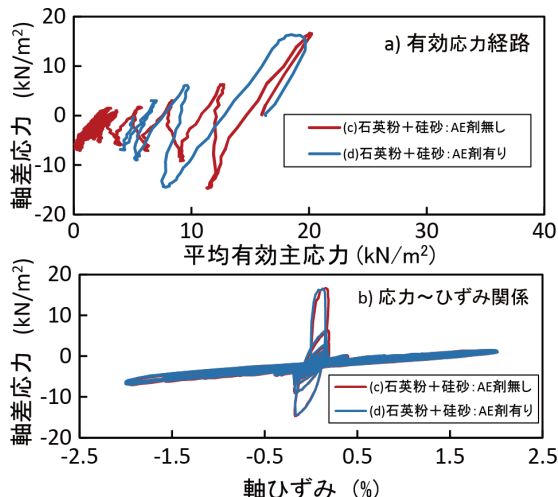 20
10
0
-10
-20
軸差応力 (kN/m²)
a) 有効応力経路
(c)石英粉+硅砂:AE剤無し
(d)石英粉+硅砂:AE剤有り
0 10 20 30 40
平均有効主応力 (kN/m²)
20
10
0
-10
-20
軸差応力 (kN/m²)
b) 応力~ひずみ関係
(c)石英粉+硅砂:AE剤無し
(d)石英粉+硅砂:AE剤有り
-2.5 -1.5 -0.5 0.5 1.5 2.5
軸ひずみ (%)